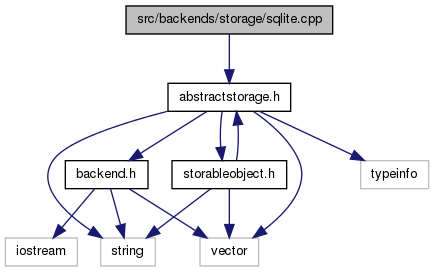 src/backends/storage/sqlite.cpp
abstractstorage.h
backend.h
storableobject.h
typeinfo
iostream
string
vector